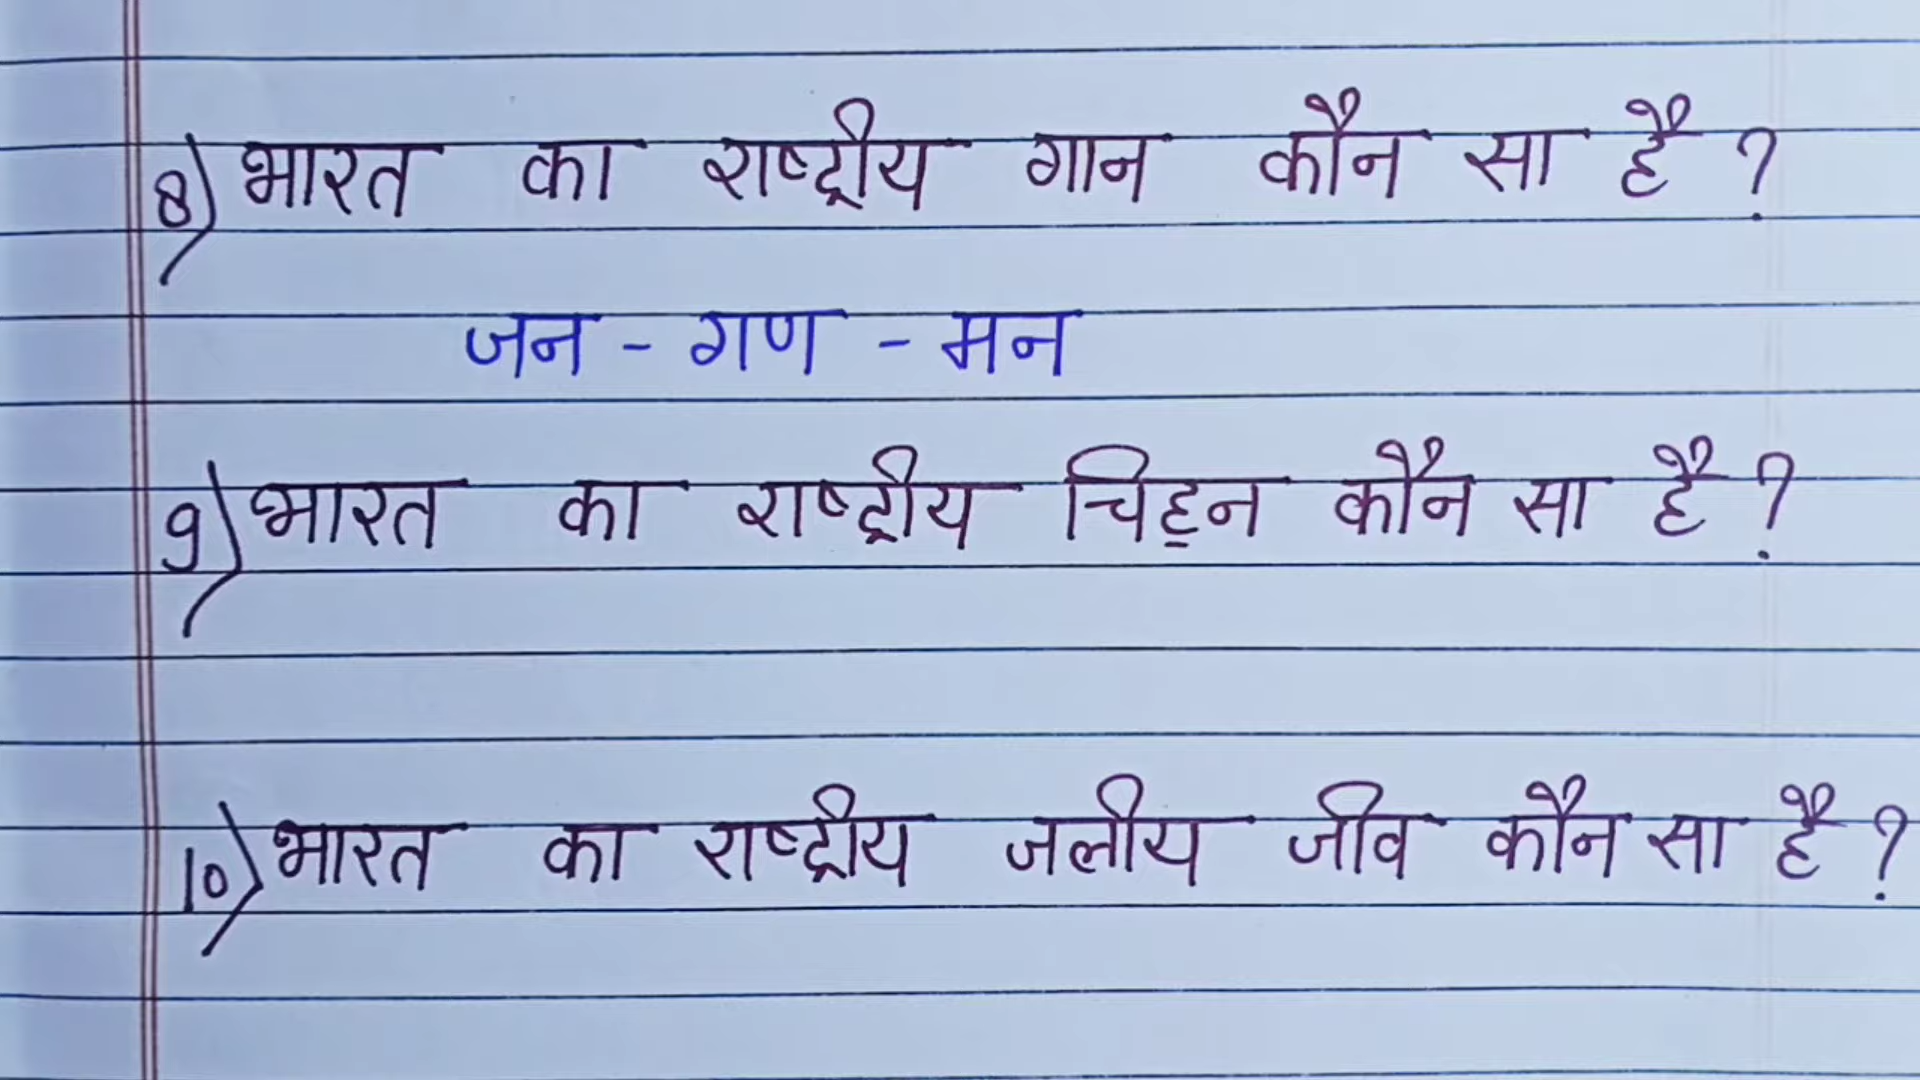 8) भारत का राष्ट्रीय गान कौन सा है ?
जन - गण - मन
9) भारत का राष्ट्रीय चिह्न कौन सा है ?
10) भारत का राष्ट्रीय जलीय जीव कौन सा है ?